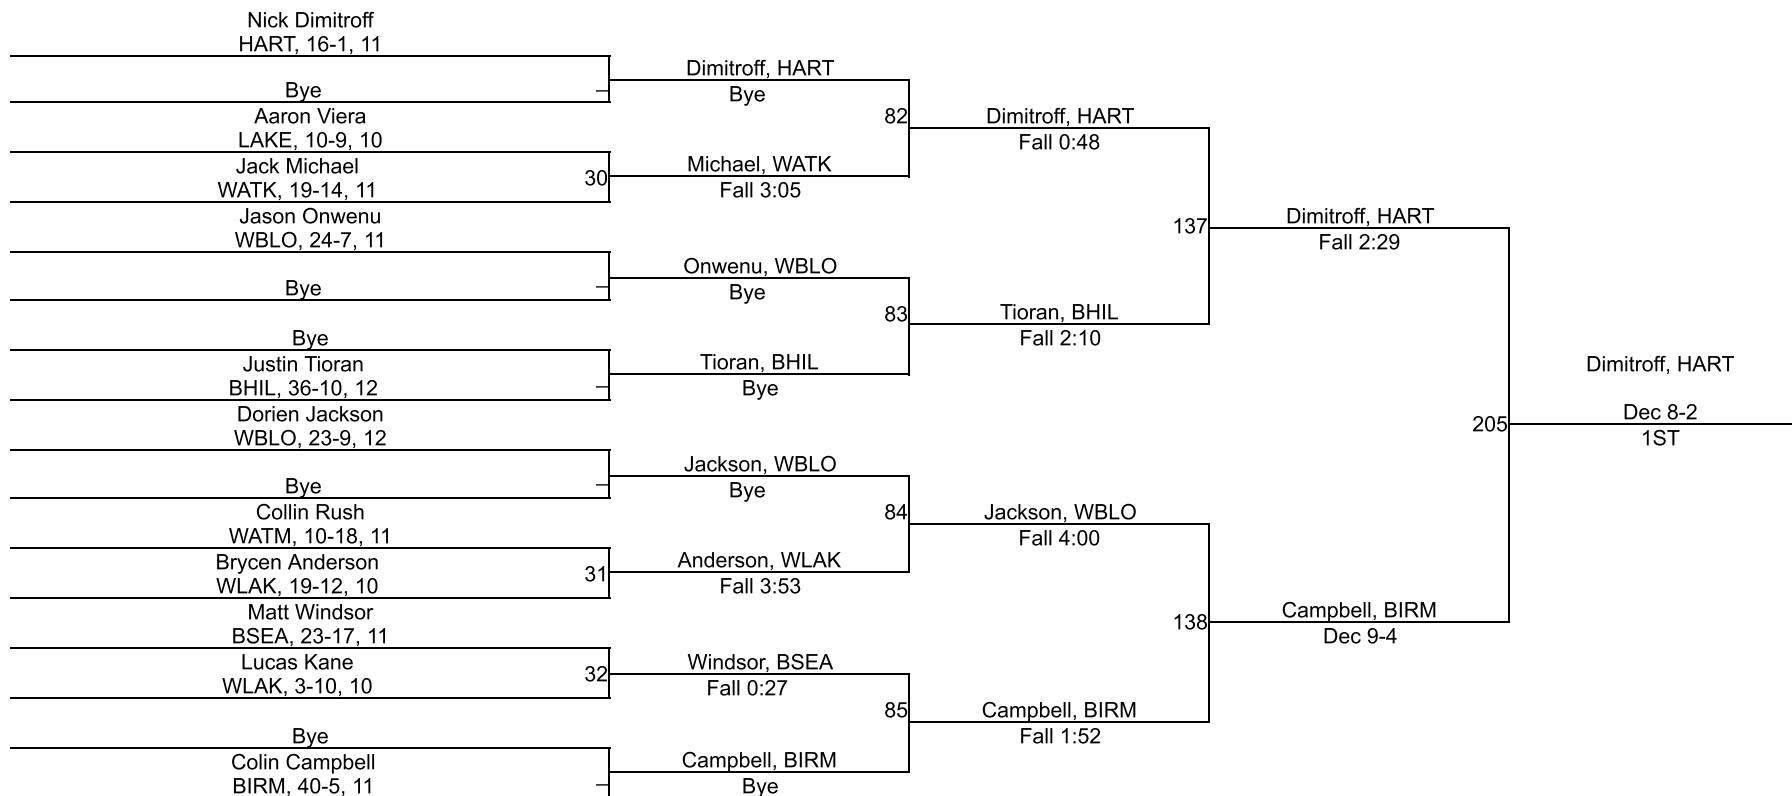 Nick Dimitroff
HART, 16-1, 11
Bye
Aaron Viera
LAKE, 10-9, 10
Jack Michael
WATK, 19-14, 11
30
Jason Onwenu
WBLO, 24-7, 11
Bye
Bye
Justin Tioran
BHIL, 36-10, 12
Dorien Jackson
WBLO, 23-9, 12
Bye
Collin Rush
WATM, 10-18, 11
Brycen Anderson
WLAK, 19-12, 10
31
Matt Windsor
BSEA, 23-17, 11
Lucas Kane
WLAK, 3-10, 10
32
Bye
Colin Campbell
BIRM, 40-5, 11
Dimitroff, HART
Bye
82
Michael, WATK
Fall 3:05
Onwenu, WBLO
Bye
83
Tioran, BHIL
Bye
Jackson, WBLO
Bye
84
Anderson, WLAK
Fall 3:53
Windsor, BSEA
Fall 0:27
85
Campbell, BIRM
Bye
Dimitroff, HART
Fall 0:48
137
Tioran, BHIL
Fall 2:10
Jackson, WBLO
Fall 4:00
138
Campbell, BIRM
Fall 1:52
Dimitroff, HART
Fall 2:29
205
Campbell, BIRM
Dec 9-4
Dimitroff, HART
Dec 8-2
1ST